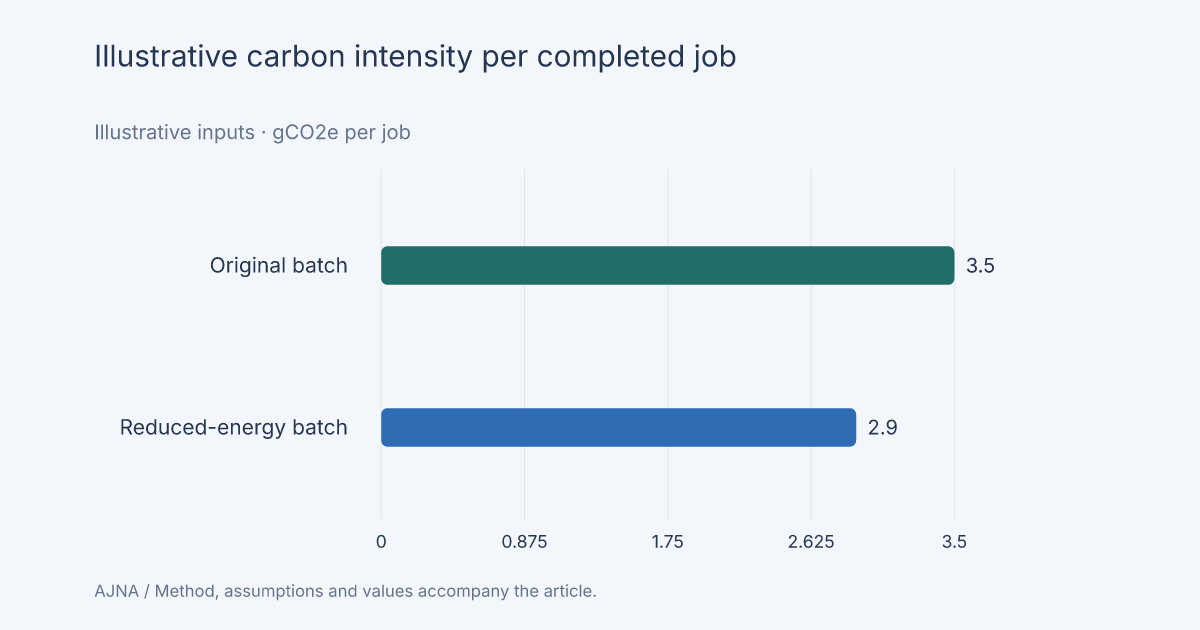 Illustrative carbon intensity per completed job
Illustrative inputs · gCO2e per job
Original batch 3.5
Reduced-energy batch 2.9
0 0.875 1.75 2.625 3.5
AJNA / Method, assumptions and values accompany the article.